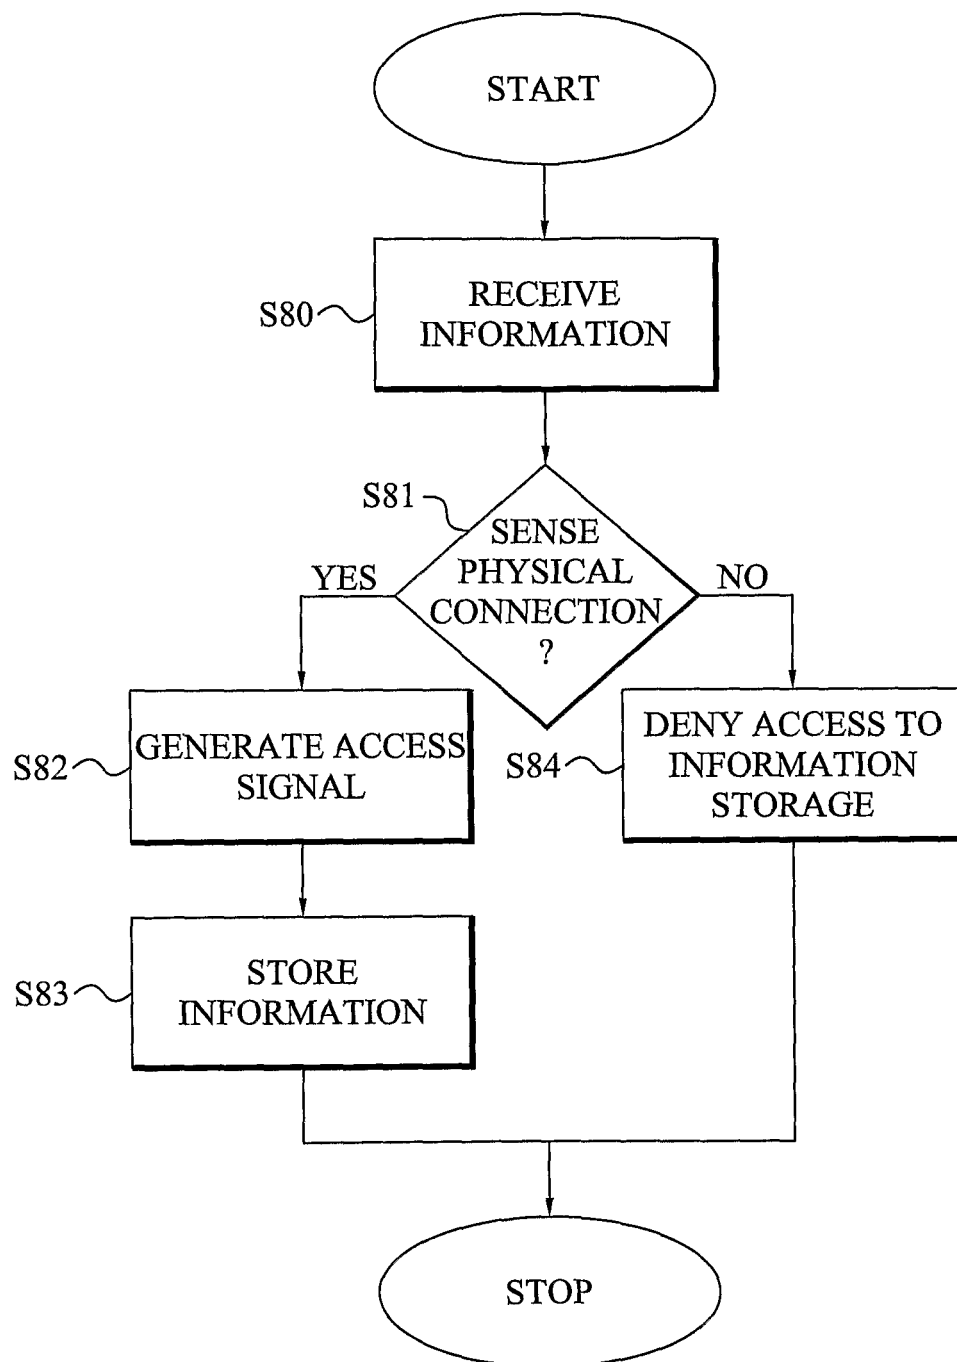 START
S80
RECEIVE
INFORMATION
S81
SENSE
PHYSICAL
CONNECTION
?
YES
NO
S82
GENERATE ACCESS
SIGNAL
S84
DENY ACCESS TO
INFORMATION
STORAGE
S83
STORE
INFORMATION
STOP